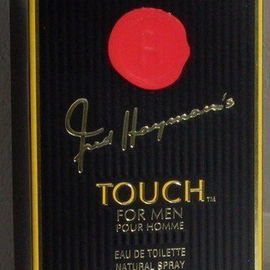 Fred Hayman's
TOUCH™
FOR MEN
POUR HOMME
EAU DE TOILETTE
NATURAL SPRAY